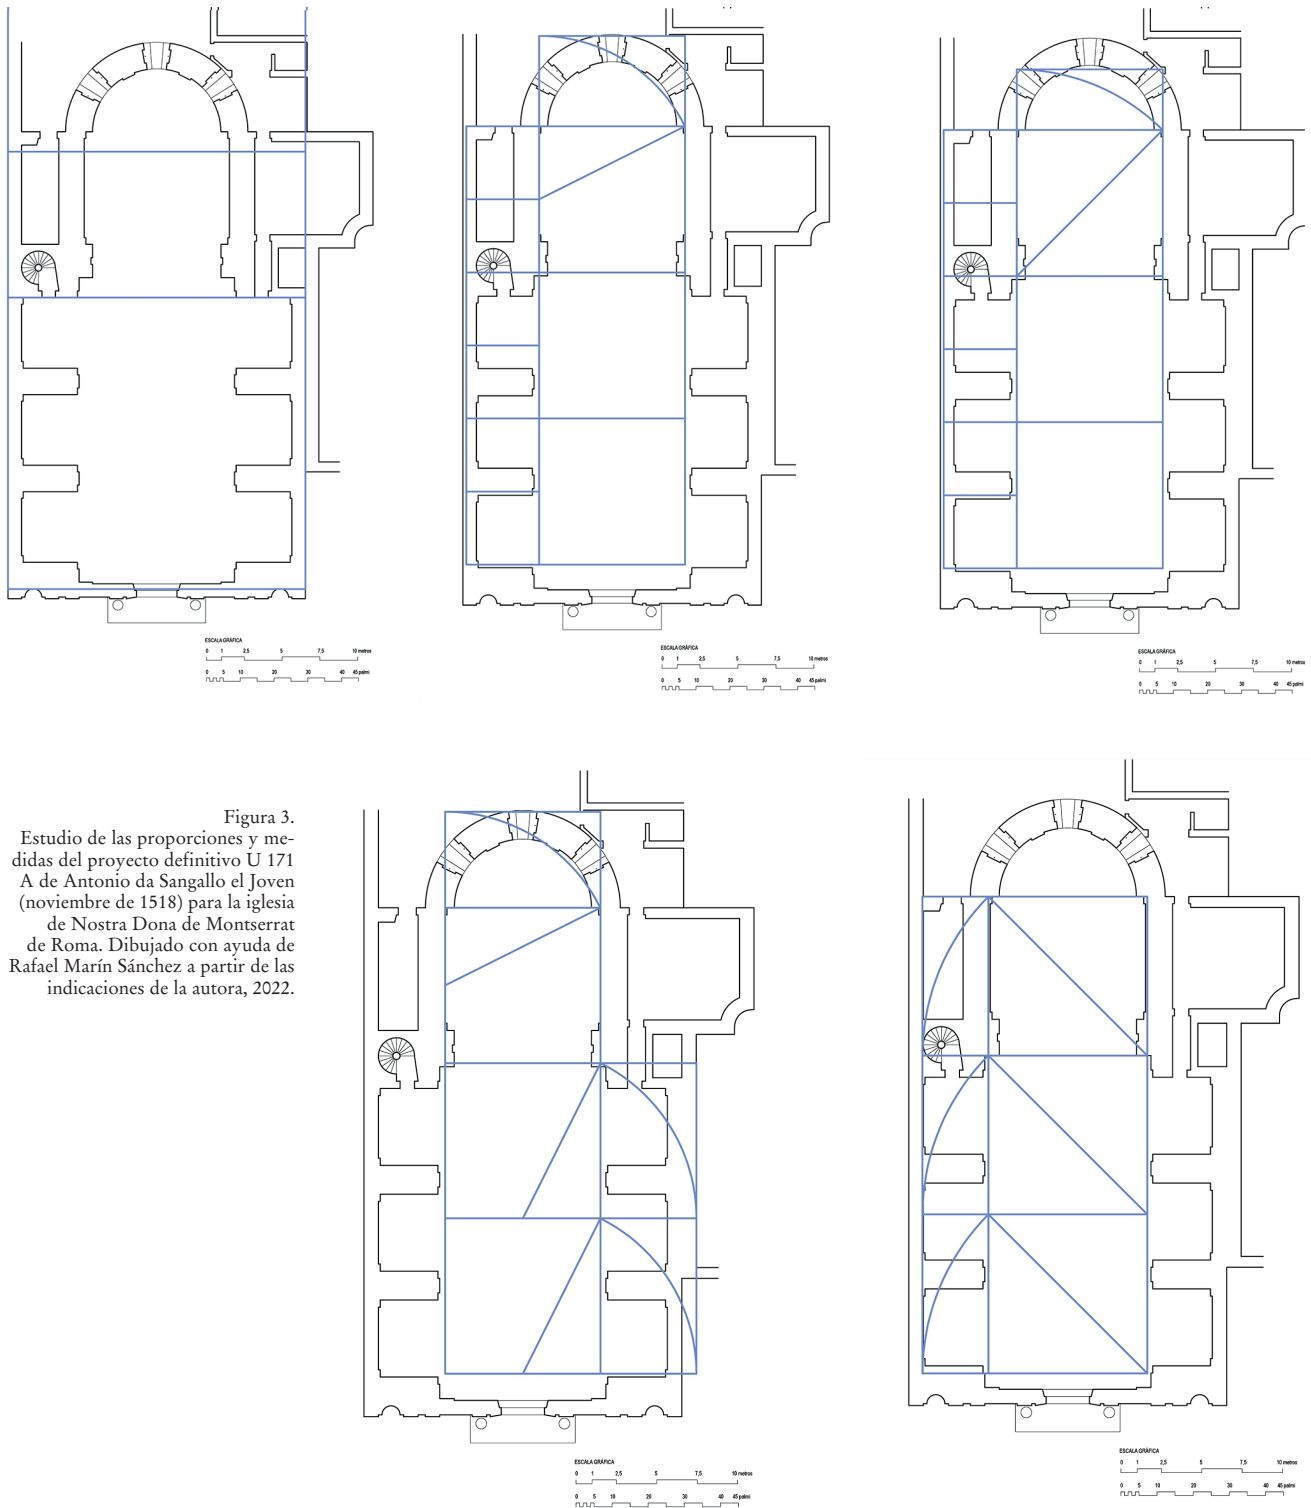 ESCALA GRÁFICA
0 1 2,5 5 7,5 10 metros
0 5 10 20 30 40 45 palmi
ESCALA GRÁFICA
0 1 2,5 5 7,5 10 metros
0 5 10 20 30 40 45 palmi
ESCALA GRÁFICA
0 1 2,5 5 7,5 10 metros
0 5 10 20 30 40 45 palmi
Figura 3.
Estudio de las proporciones y me-
didas del proyecto definitivo U 171
A de Antonio da Sangallo el Joven
(noviembre de 1518) para la iglesia
de Nostra Dona de Montserrat
de Roma. Dibujado con ayuda de
Rafael Marín Sánchez a partir de las
indicaciones de la autora, 2022.
ESCALA GRÁFICA
0 1 2,5 5 7,5 10 metros
0 5 10 20 30 40 45 palmi
ESCALA GRÁFICA
0 1 2,5 5 7,5 10 metros
0 5 10 20 30 40 45 palmi